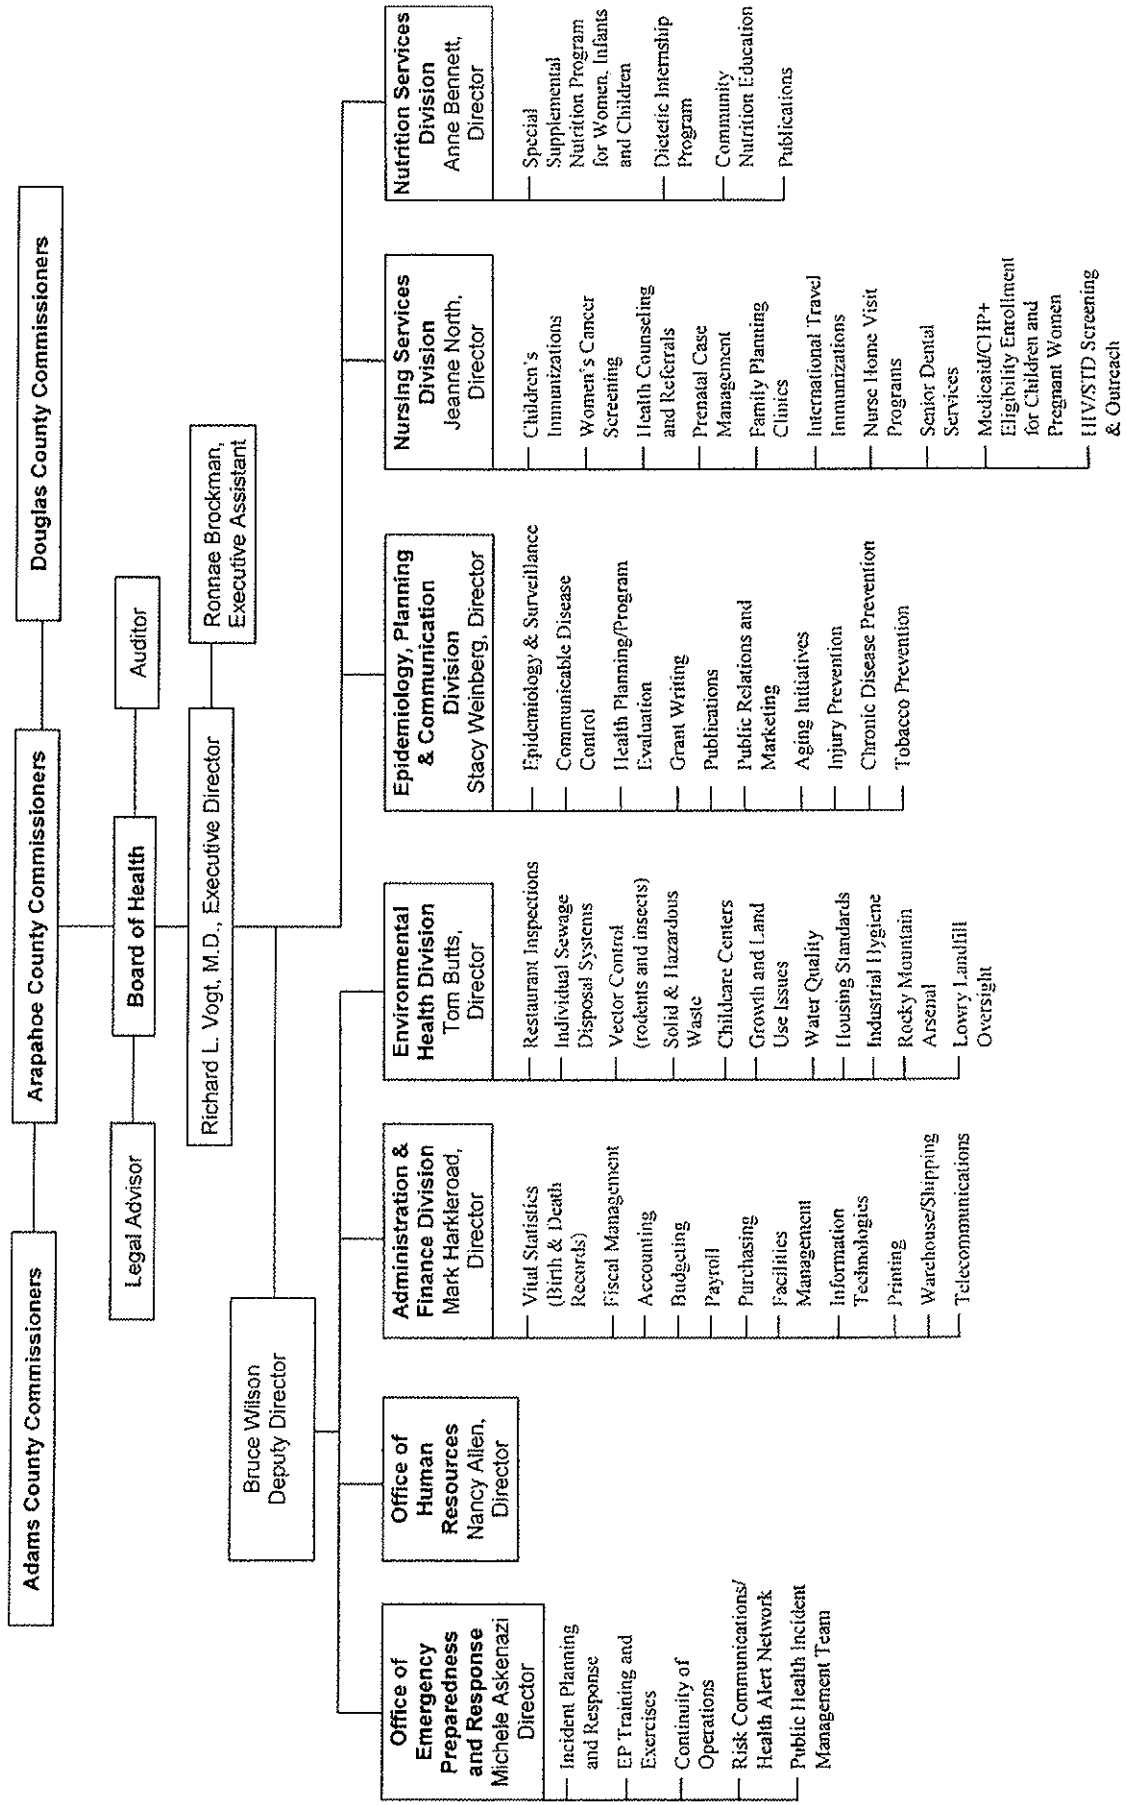 Adams County Commissioners
Arapahoe County Commissioners
Douglas County Commissioners
Legal Advisor
Board of Health
Auditor
Richard L. Vogt, M.D., Executive Director
Ronnae Brockman,
Executive Assistant
Bruce Wilson
Deputy Director
Office of
Emergency
Preparedness
and Response
Michele Askenazi
Director
Incident Planning
and Response
EP Training and
Exercises
Continuity of
Operations
Risk Communications/
Health Alert Network
Public Health Incident
Management Team
Office of
Human
Resources
Nancy Allen,
Director
Administration &
Finance Division
Mark Harkleroad,
Director
Vital Statistics
(Birth & Death
Records)
Fiscal Management
Accounting
Budgeting
Payroll
Purchasing
Facilities
Management
Information
Technologies
Printing
Warehouse/Shipping
Telecommunications
Environmental
Health Division
Tom Butts,
Director
Restaurant Inspections
Individual Sewage
Disposal Systems
Vector Control
(rodents and insects)
Solid & Hazardous
Waste
Childcare Centers
Growth and Land
Use Issues
Water Quality
Housing Standards
Industrial Hygiene
Rocky Mountain
Arsenal
Lowry Landfill
Oversight
Epidemiology, Planning
& Communication
Division
Stacy Weinberg, Director
Epidemiology & Surveillance
Communicable Disease
Control
Health Planning/Program
Evaluation
Grant Writing
Publications
Public Relations and
Marketing
Aging Initiatives
Injury Prevention
Chronic Disease Prevention
Tobacco Prevention
Nursing Services
Division
Jeanne North,
Director
Children's
Immunizations
Women's Cancer
Screening
Health Counseling
and Referrals
Prenatal Case
Management
Family Planning
Clinics
International Travel
Immunizations
Nurse Home Visit
Programs
Senior Dental
Services
Medicaid/CHP+
Eligibility Enrollment
for Children and
Pregnant Women
HIV/STD Screening
& Outreach
Nutrition Services
Division
Anne Bennett,
Director
Special
Supplemental
Nutrition Program
for Women, Infants
and Children
Dietetic Internship
Program
Community
Nutrition Education
Publications